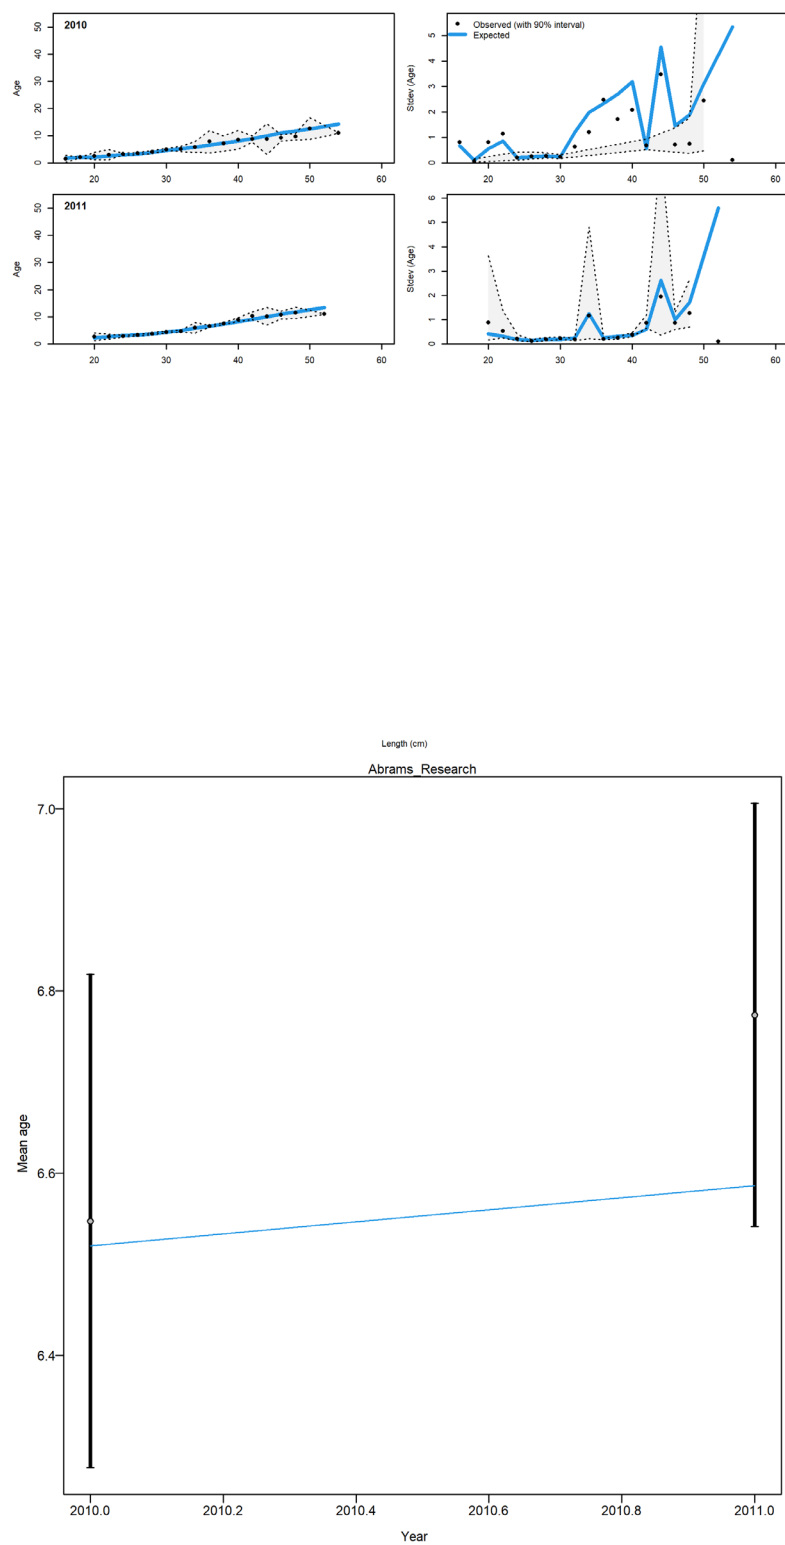 2010
Age
0 10 20 30 40 50
20 30 40 50 60
Observed (with 90% interval)
Expected
Stdev (Age)
0 1 2 3 4 5
20 30 40 50 60
2011
Age
0 10 20 30 40 50
20 30 40 50 60
Stdev (Age)
0 1 2 3 4 5 6
20 30 40 50 60
Length (cm)
Abrams_Research
7.0
6.8
6.6
6.4
Mean age
2010.0 2010.2 2010.4 2010.6 2010.8 2011.0
Year